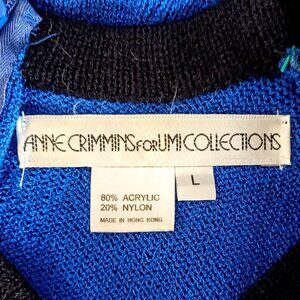 ANNE CRIMMINS FOR UMI COLLECTIONS
L
80% ACRYLIC
20% NYLON
MADE IN HONG KONG